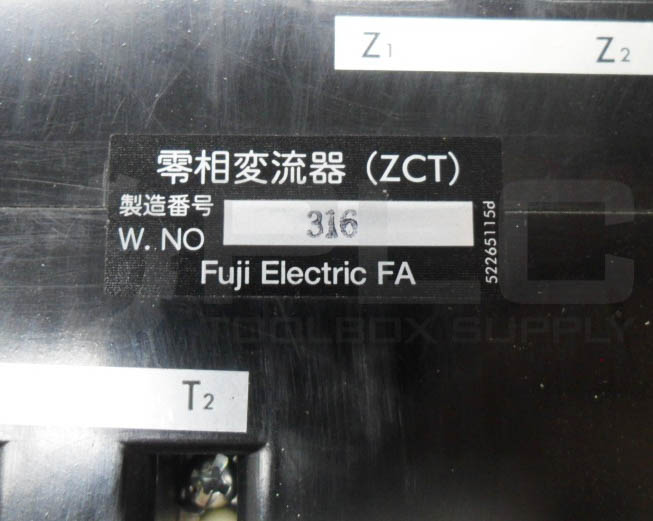 Z1 Z2
零相変流器 (ZCT)
製造番号
W. NO 316
Fuji Electric FA
52265115d
PLC
TOOLBOX SUPPLY
T2